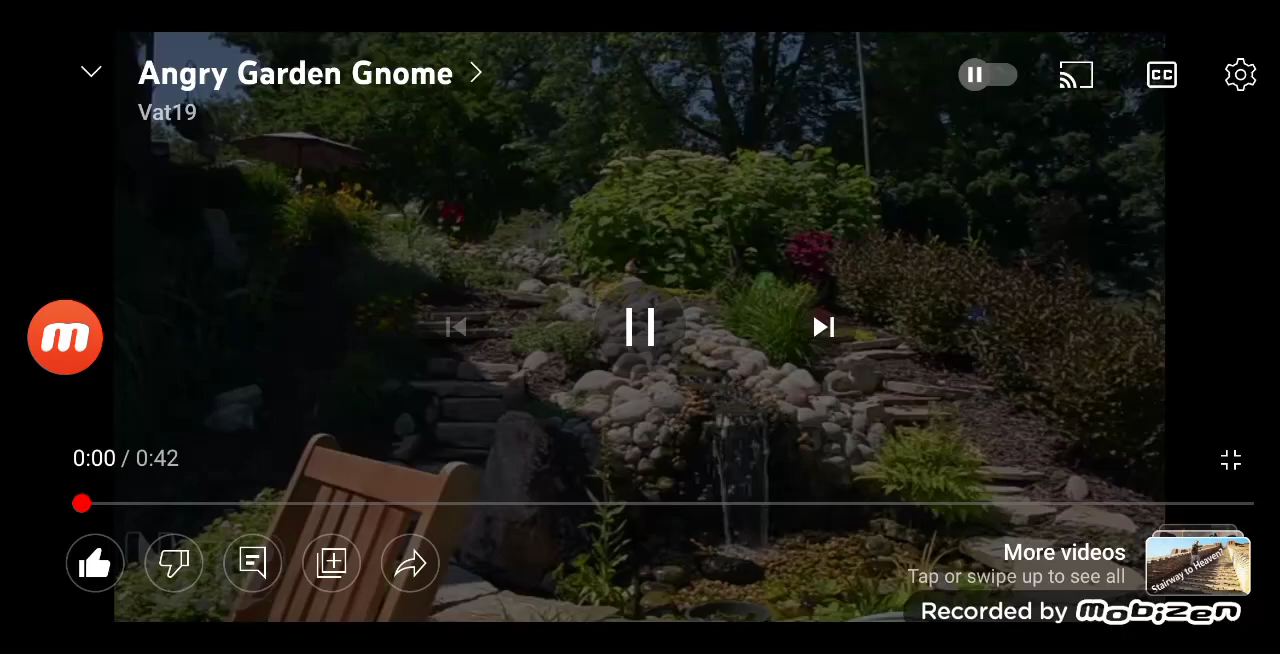 Angry Garden Gnome
Vat19
CC
m
0:00 / 0:42
More videos
Tap or swipe up to see all
Stairway to Heaven?
Recorded by mobizen